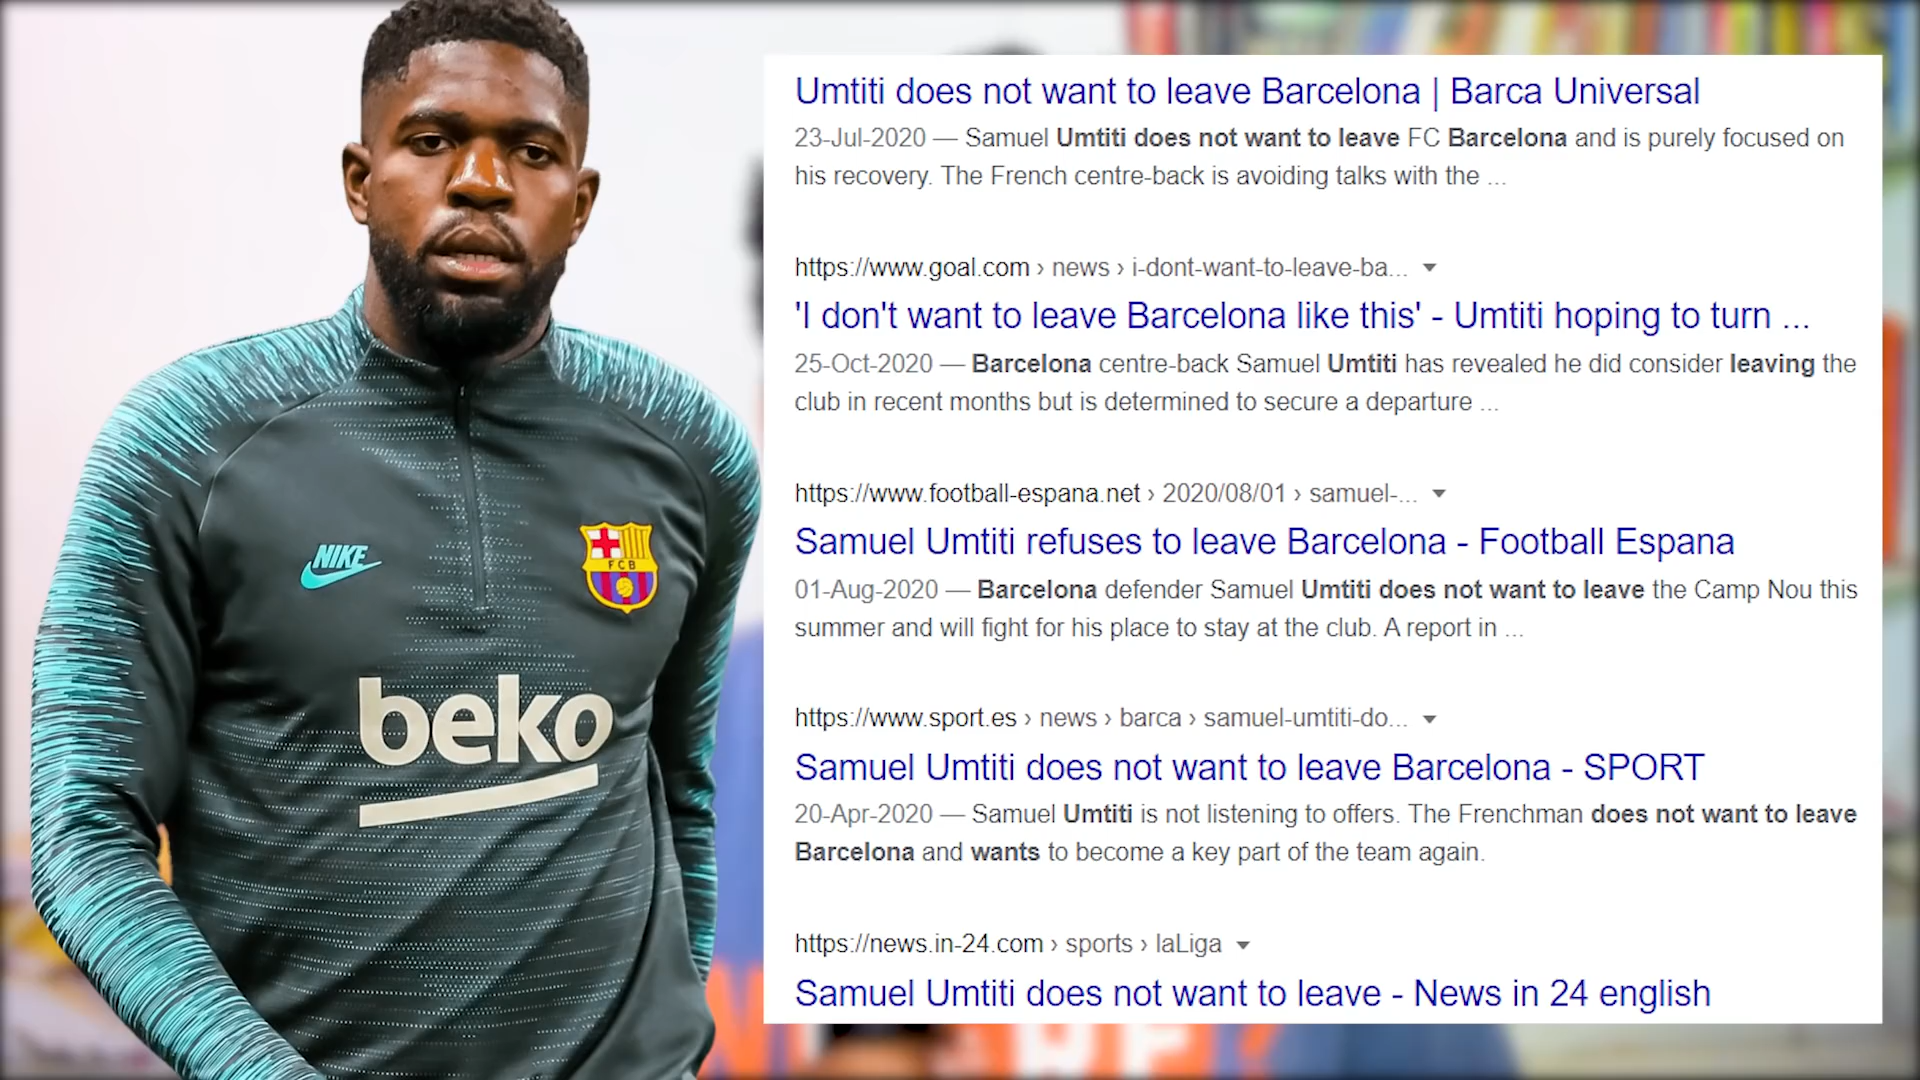 Umtiti does not want to leave Barcelona | Barca Universal
23-Jul-2020 — Samuel Umtiti does not want to leave FC Barcelona and is purely focused on
his recovery. The French centre-back is avoiding talks with the ...
https://www.goal.com › news › i-dont-want-to-leave-ba...
'I don't want to leave Barcelona like this' - Umtiti hoping to turn ...
25-Oct-2020 — Barcelona centre-back Samuel Umtiti has revealed he did consider leaving the
club in recent months but is determined to secure a departure ...
https://www.football-espana.net › 2020/08/01 › samuel-...
Samuel Umtiti refuses to leave Barcelona - Football Espana
01-Aug-2020 — Barcelona defender Samuel Umtiti does not want to leave the Camp Nou this
summer and will fight for his place to stay at the club. A report in ...
https://www.sport.es › news › barca › samuel-umtiti-do...
Samuel Umtiti does not want to leave Barcelona - SPORT
20-Apr-2020 — Samuel Umtiti is not listening to offers. The Frenchman does not want to leave
Barcelona and wants to become a key part of the team again.
https://news.in-24.com › sports › laLiga
Samuel Umtiti does not want to leave - News in 24 english
NIKE
FCB
beko